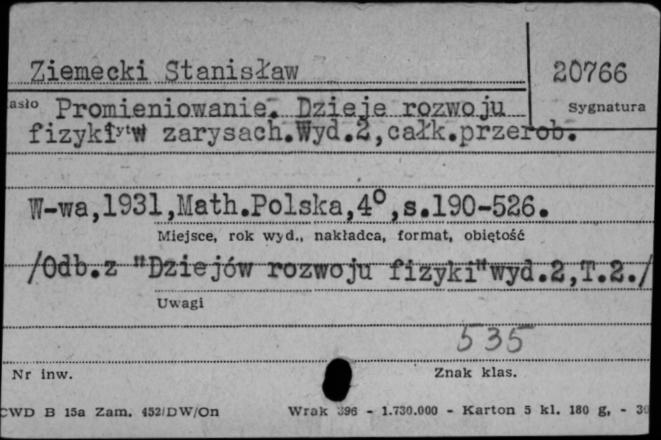 Ziemecki Stanisław 20766
asło Promieniowanie. Dzieje rozwoju Sygnatura
fizyki w zarysach.Wyd.2,całk.przerob.
W-wa,1931,Math.Polska,4°,s.190-526.
Miejsce, rok wyd., nakładca, format, objętość
/Odb.z "Dziejów rozwoju fizyki"wyd.2,T.2./
Uwagi
535
Nr inw. Znak klas.
CWD B 15a Zam. 452/DW/On Wrak 396 - 1.730.000 - Karton 5 kl. 180 g, - 30